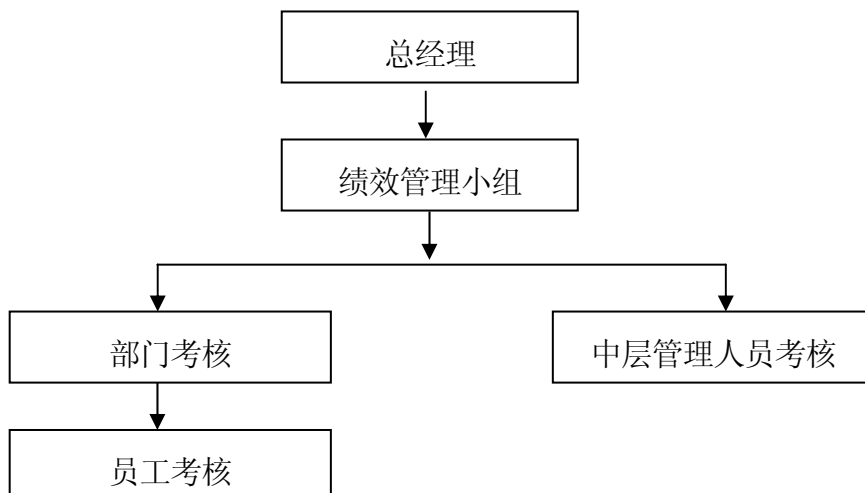 总经理
绩效管理小组
部门考核
中层管理人员考核
员工考核